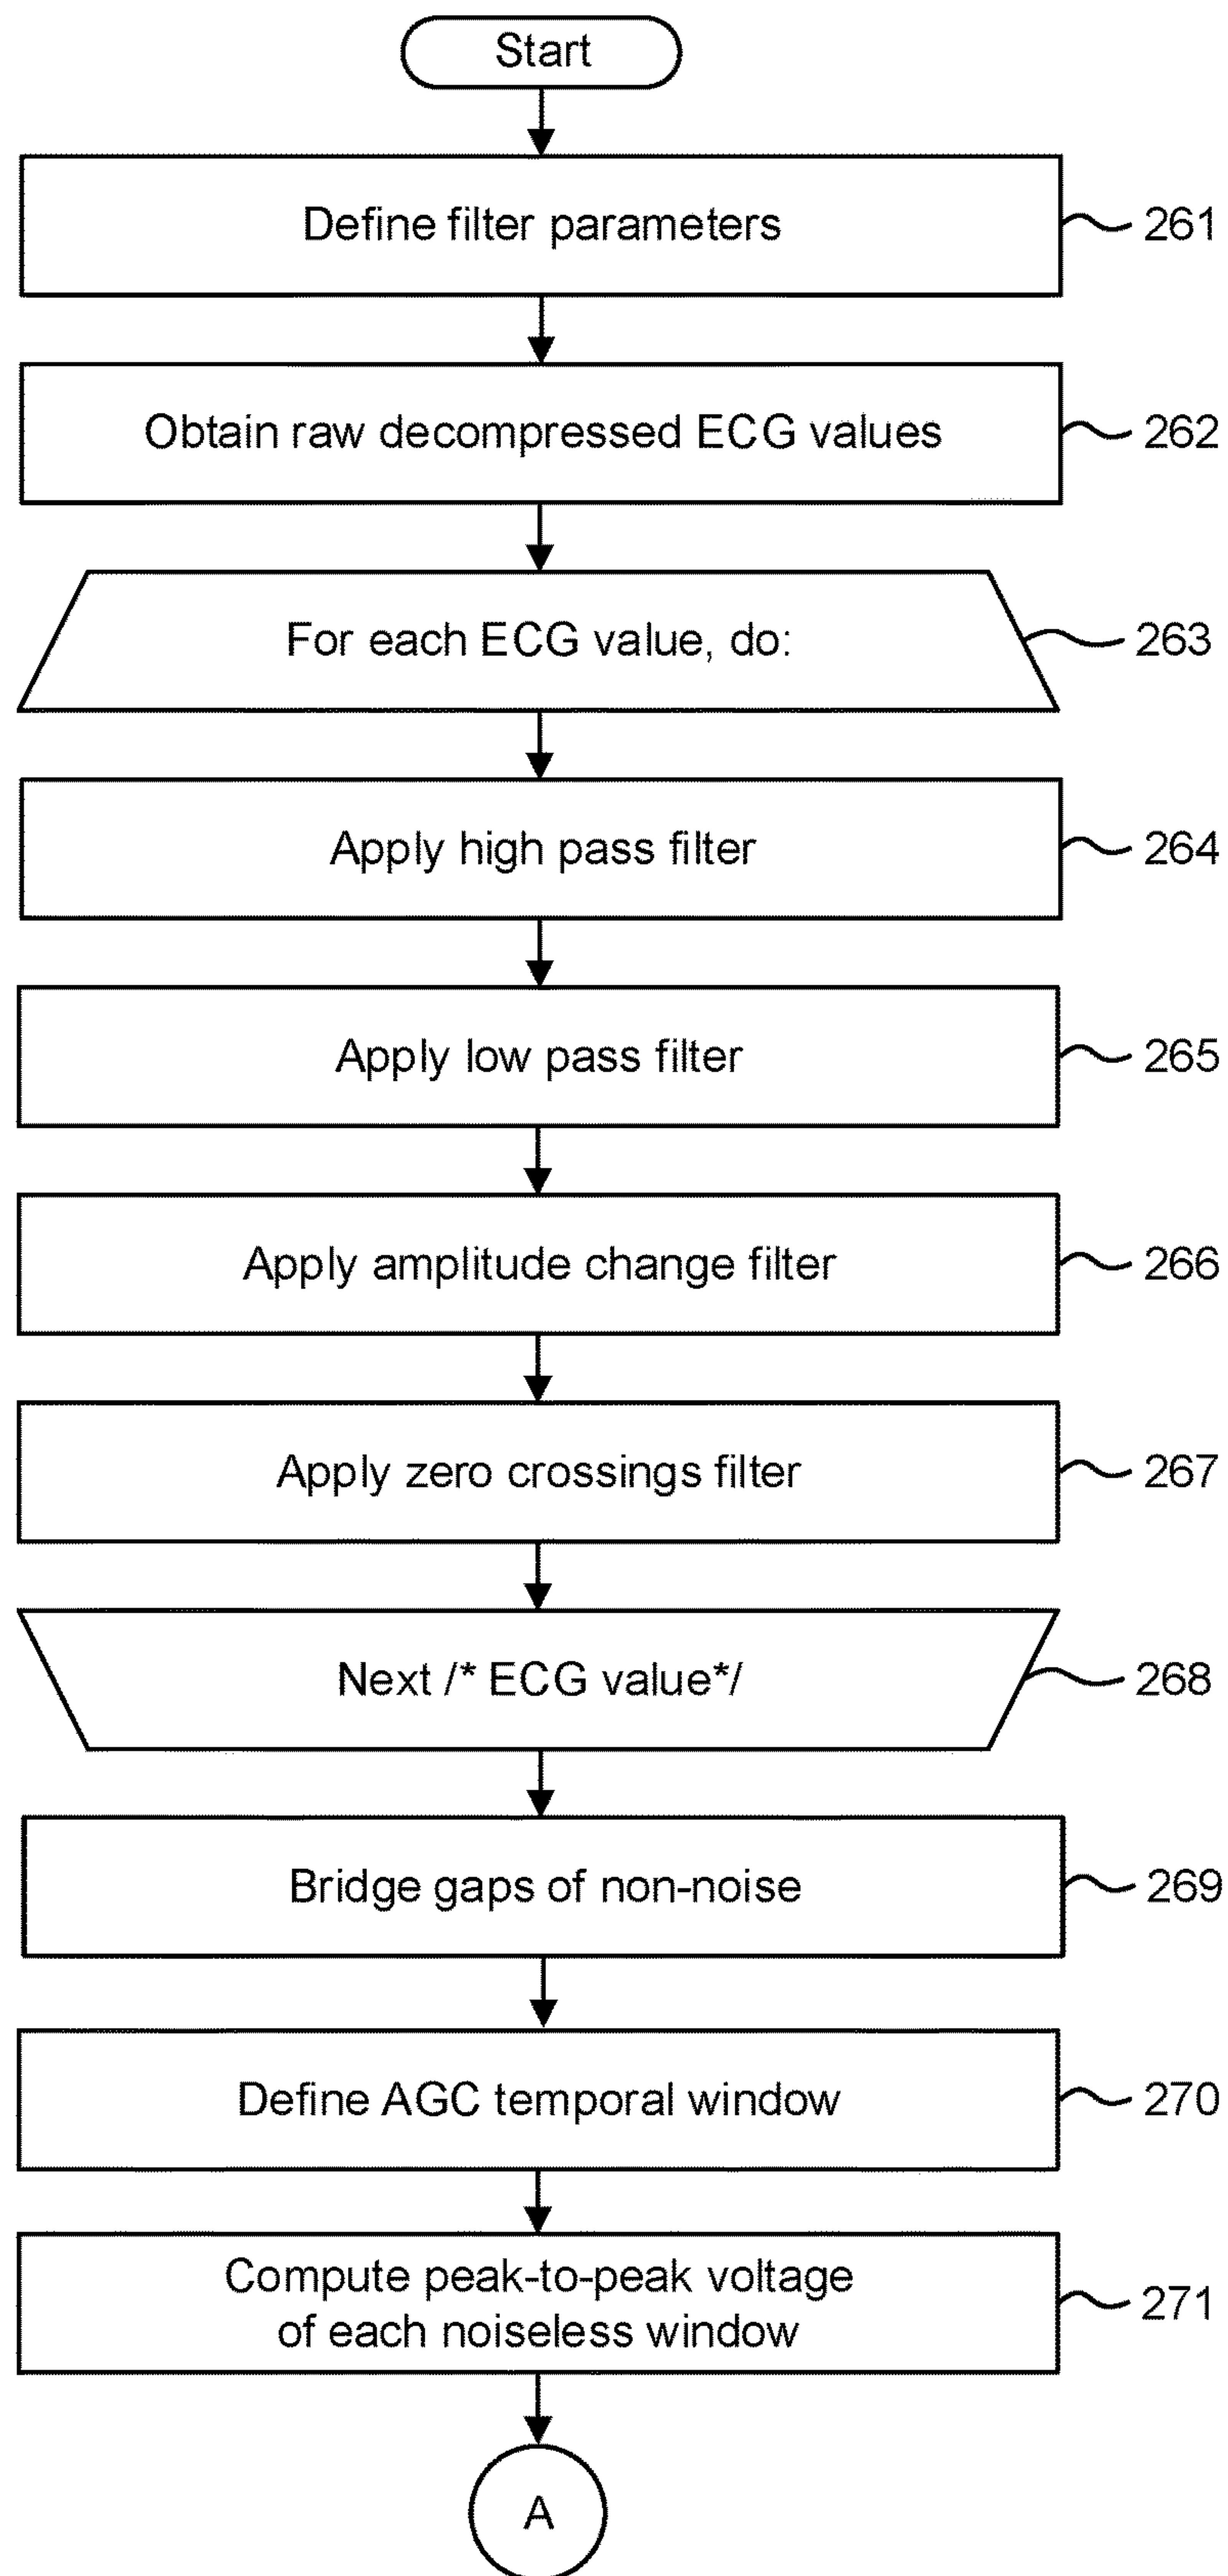 Start
Define filter parameters
261
Obtain raw decompressed ECG values
262
For each ECG value, do:
263
Apply high pass filter
264
Apply low pass filter
265
Apply amplitude change filter
266
Apply zero crossings filter
267
Next /* ECG value*/
268
Bridge gaps of non-noise
269
Define AGC temporal window
270
Compute peak-to-peak voltage
of each noiseless window
271
A